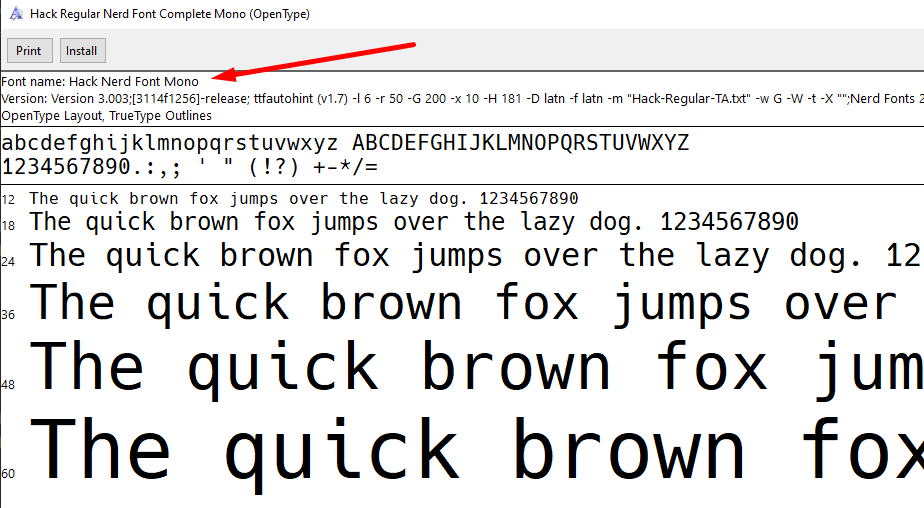 Hack Regular Nerd Font Complete Mono (OpenType)
Print Install
Font name: Hack Nerd Font Mono
Version: Version 3.003;[3114f1256]-release; ttfautohint (v1.7) -l 6 -r 50 -G 200 -x 10 -H 181 -D latn -f latn -m "Hack-Regular-TA.txt" -w G -W -t -X "";Nerd Fonts 2
OpenType Layout, TrueType Outlines
abcdefghijklmnopqrstuvwxyz ABCDEFGHIJKLMNOPQRSTUVWXYZ
1234567890.:,; ' " (!?) +-*/=
12 The quick brown fox jumps over the lazy dog. 1234567890
18 The quick brown fox jumps over the lazy dog. 1234567890
24 The quick brown fox jumps over the lazy dog. 12
36 The quick brown fox jumps over
48 The quick brown fox jum
60 The quick brown fox